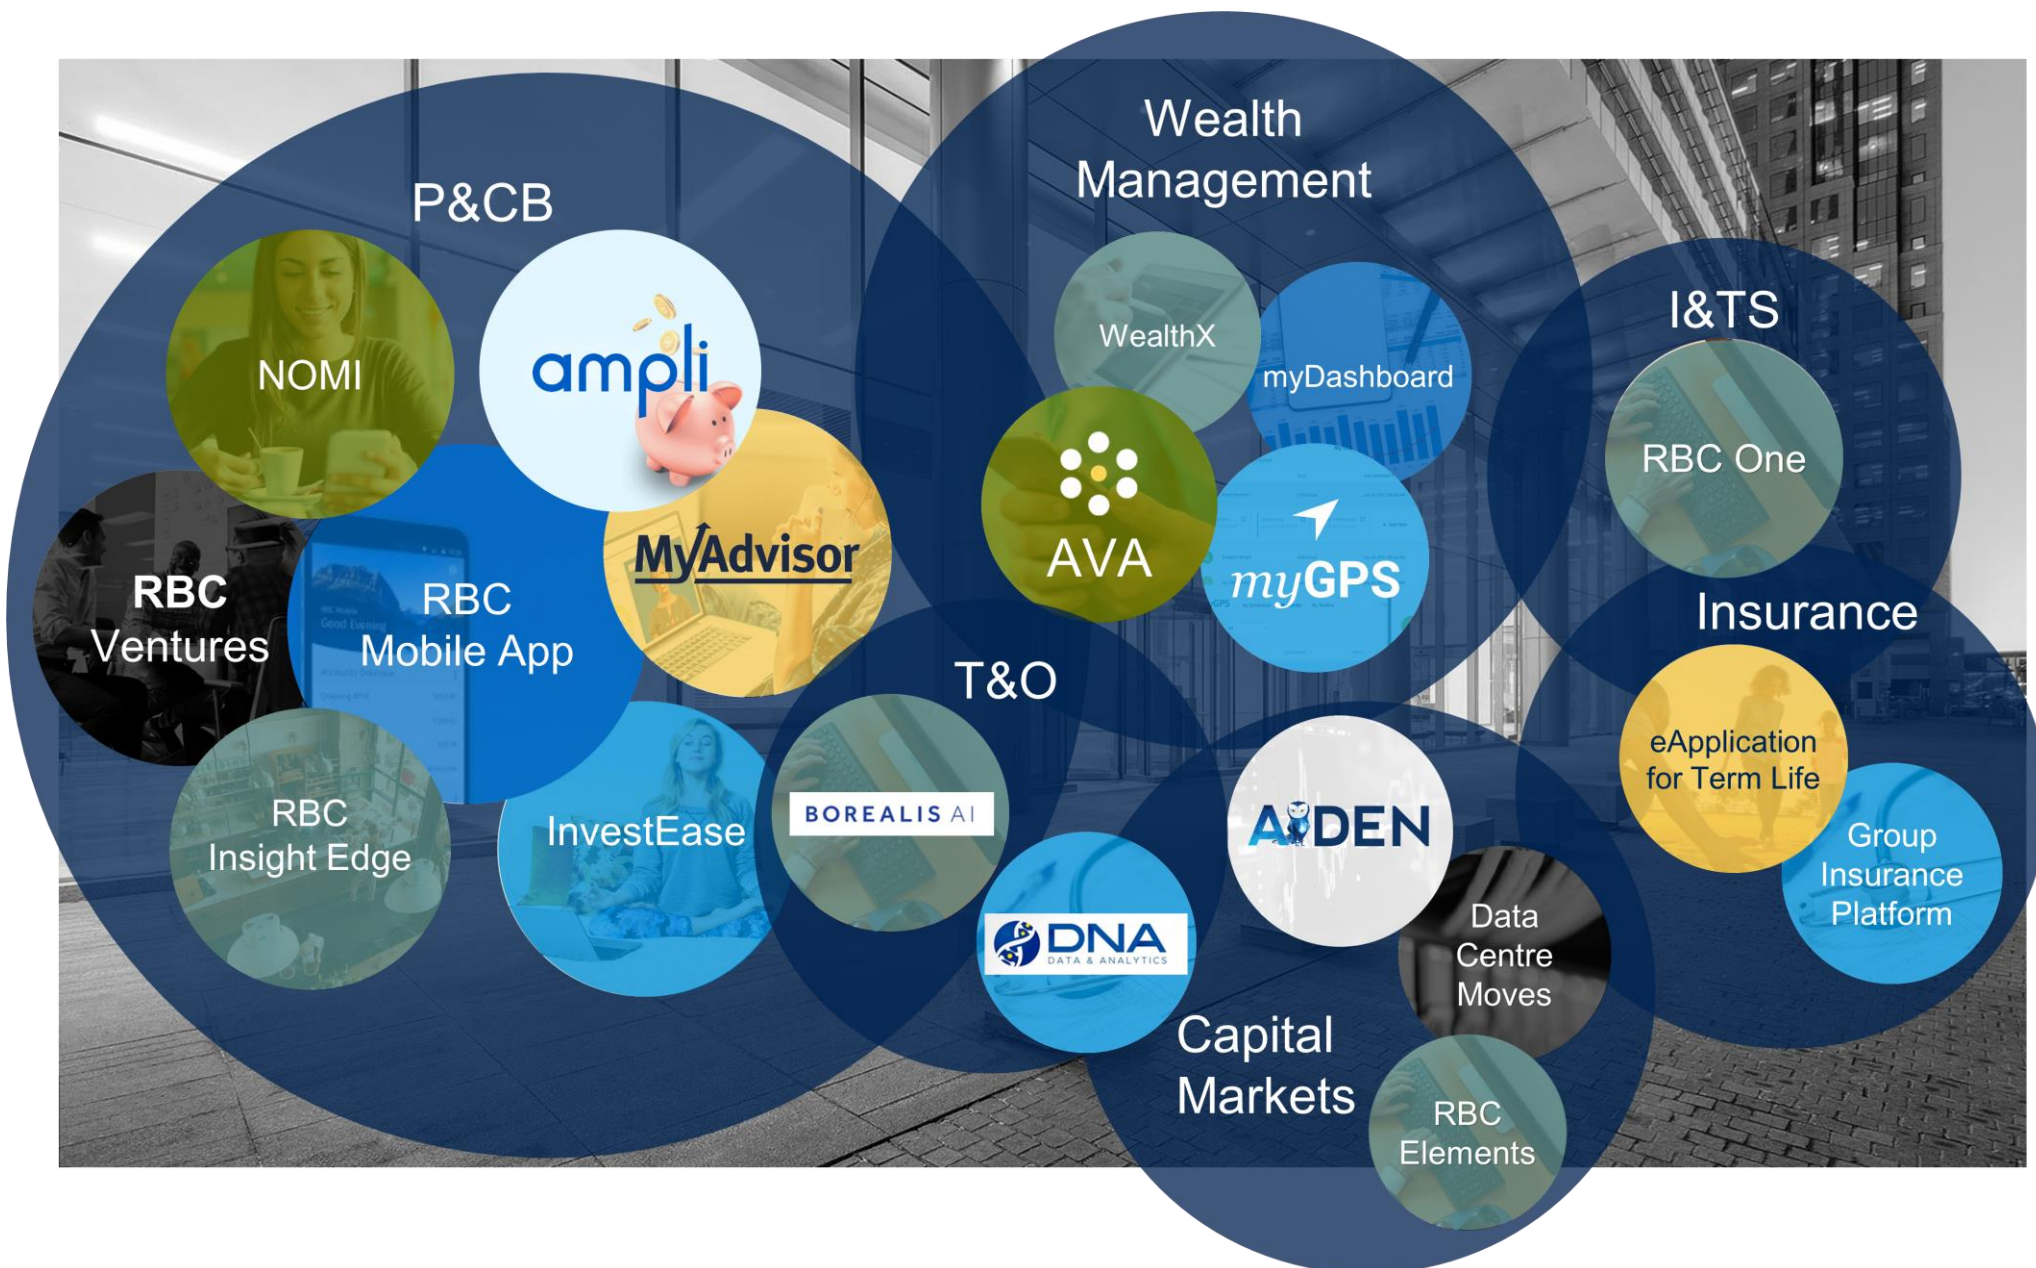 P&CB
NOMI
ampli
MyAdvisor
RBC
Ventures
RBC
Mobile App
RBC
Insight Edge
InvestEase
Wealth
Management
WealthX
myDashboard
AVA
myGPS
T&O
BOREALIS AI
DNA
DATA & ANALYTICS
Capital
Markets
AIDEN
Data
Centre
Moves
RBC
Elements
I&TS
RBC One
Insurance
eApplication
for Term Life
Group
Insurance
Platform
Good Evening